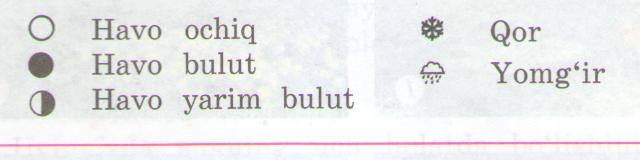 Havo ochiq
Havo bulut
Havo yarim bulut
Qor
Yomg‘ir